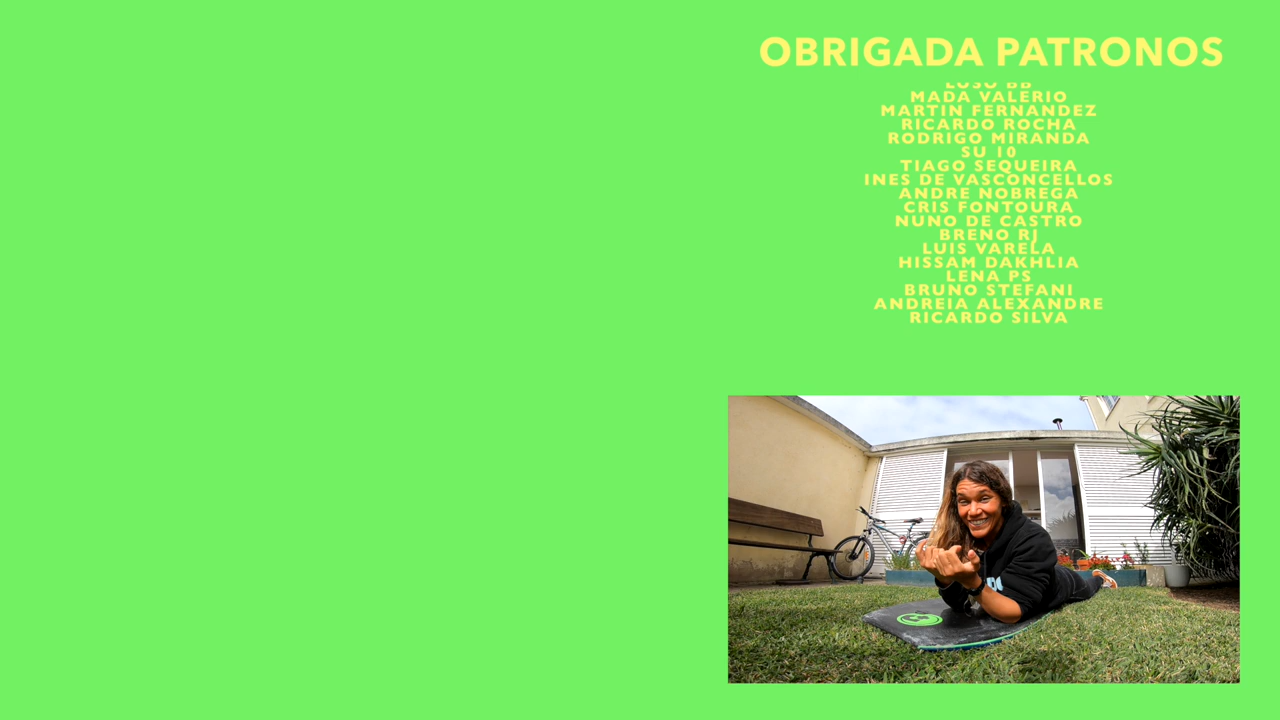 OBRIGADA PATRONOS
LUSO BB
MADA VALERIO
MARTIN FERNANDEZ
RICARDO ROCHA
RODRIGO MIRANDA
SU 10
TIAGO SEQUEIRA
INES DE VASCONCELLOS
ANDRE NOBREGA
CRIS FONTOURA
NUNO DE CASTRO
BRENO RJ
LUIS VARELA
HISSAM DAKHLIA
LENA PS
BRUNO STEFANI
ANDREIA ALEXANDRE
RICARDO SILVA